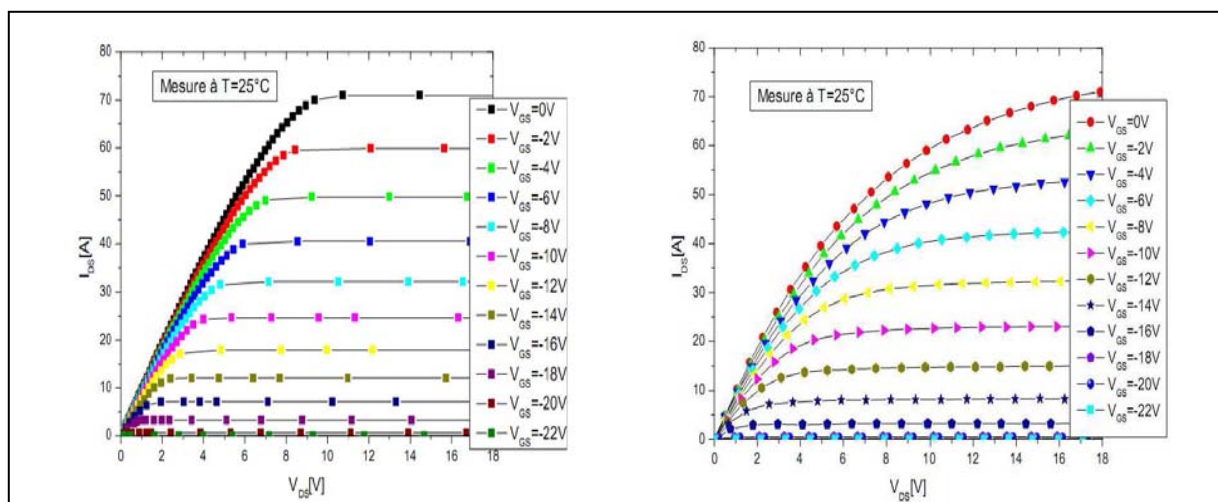 80
70
60
50
40
30
20
10
0
I_DS[A]
Mesure à T=25°C
V_GS=0V
V_GS=-2V
V_GS=-4V
V_GS=-6V
V_GS=-8V
V_GS=-10V
V_GS=-12V
V_GS=-14V
V_GS=-16V
V_GS=-18V
V_GS=-20V
V_GS=-22V
0 2 4 6 8 10 12 14 16 18
V_DS[V]
80
70
60
50
40
30
20
10
0
I_DS[A]
Mesure à T=25°C
V_GS=0V
V_GS=-2V
V_GS=-4V
V_GS=-6V
V_GS=-8V
V_GS=-10V
V_GS=-12V
V_GS=-14V
V_GS=-16V
V_GS=-18V
V_GS=-20V
V_GS=-22V
0 2 4 6 8 10 12 14 16 18
V_DS[V]